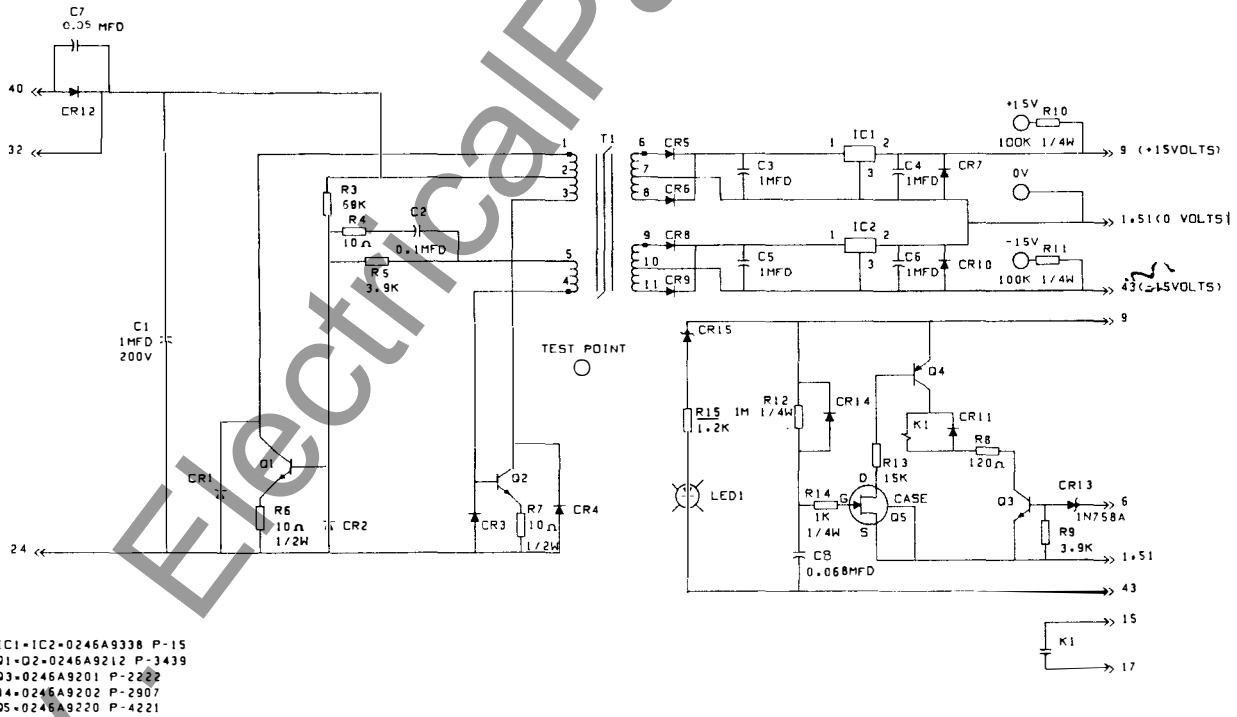 ElectricalPa
C7
0.05 MFD
40
CR12
32
C1
1MFD
200V
24
R3
69K
R4
10Ω
C2
0.1MFD
R5
3.9K
CR1
Q1
R6
10Ω
1/2W
CR2
Q2
CR3
R7
10Ω
1/2W
CR4
T1
1
2
3
5
4
6
7
8
9
10
11
CR5
CR6
CR8
CR9
C3
1MFD
C5
1MFD
1
IC1
2
3
1
IC2
2
3
C4
1MFD
C6
1MFD
CR7
CR10
+15V
R10
100K 1/4W
0V
-15V
R11
100K 1/4W
9 (+15VOLTS)
1.51(0 VOLTS)
43(-15VOLTS)
TEST POINT
CR15
R15
1.2K
LED1
R12
1M 1/4W
CR14
R14
1K
1/4W
C8
0.068MFD
R13
15K
D
G
S
CASE
Q5
Q4
K1
CR11
R8
120Ω
Q3
CR13
1N758A
R9
3.9K
9
6
1.51
43
15
K1
17
IC1=IC2=0246A9338 P-15
Q1=Q2=0246A9212 P-3439
Q3=0246A9201 P-2222
Q4=0246A9202 P-2907
Q5=0246A9220 P-4221